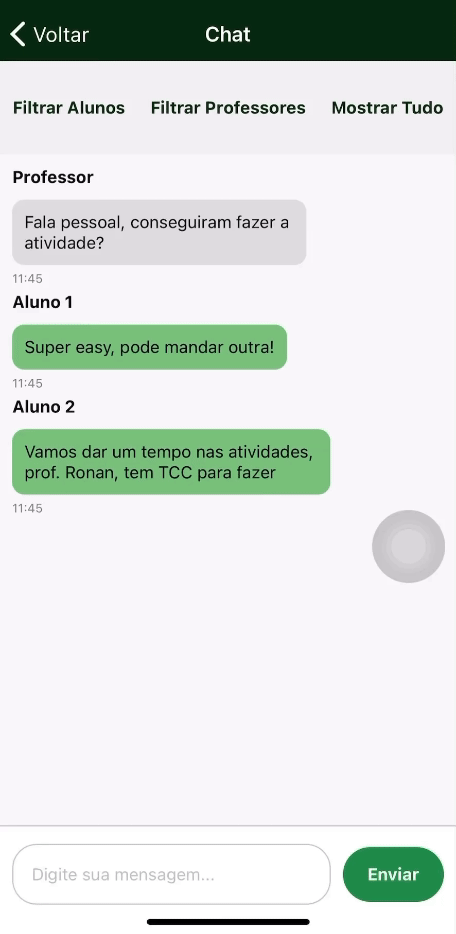 Voltar
Chat
Filtrar Alunos Filtrar Professores Mostrar Tudo
Professor
Fala pessoal, conseguiram fazer a
atividade?
11:45
Aluno 1
Super easy, pode mandar outra!
11:45
Aluno 2
Vamos dar um tempo nas atividades,
prof. Ronan, tem TCC para fazer
11:45
Digite sua mensagem...
Enviar